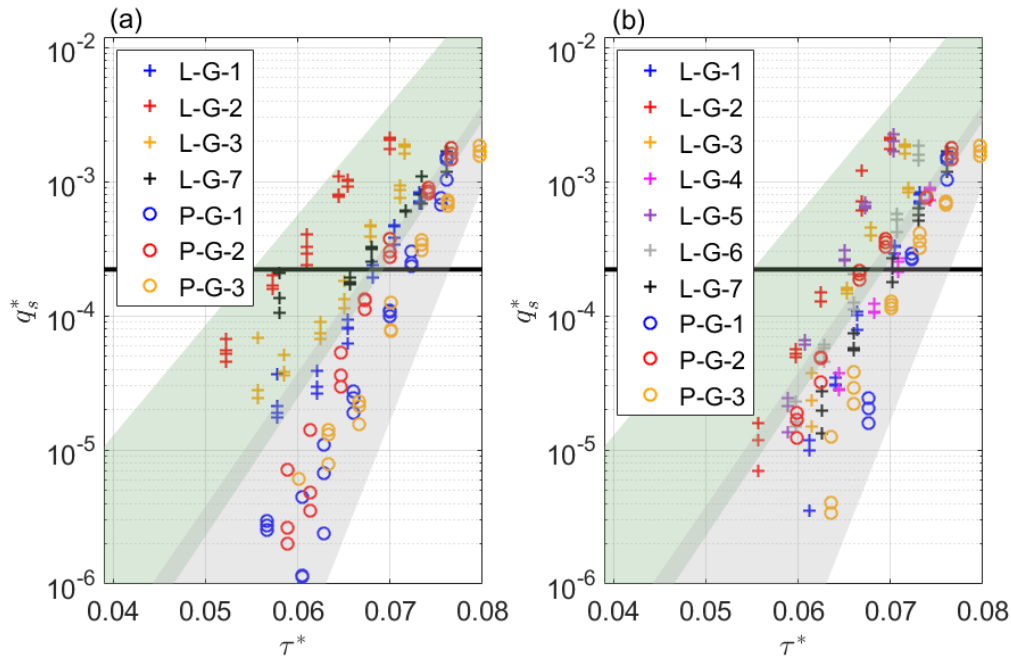 (a)
10^-2
10^-3
10^-4
10^-5
10^-6
q_s^*
L-G-1
L-G-2
L-G-3
L-G-7
P-G-1
P-G-2
P-G-3
0.04 0.05 0.06 0.07 0.08
τ^*
(b)
10^-2
10^-3
10^-4
10^-5
10^-6
q_s^*
L-G-1
L-G-2
L-G-3
L-G-4
L-G-5
L-G-6
L-G-7
P-G-1
P-G-2
P-G-3
0.04 0.05 0.06 0.07 0.08
τ^*